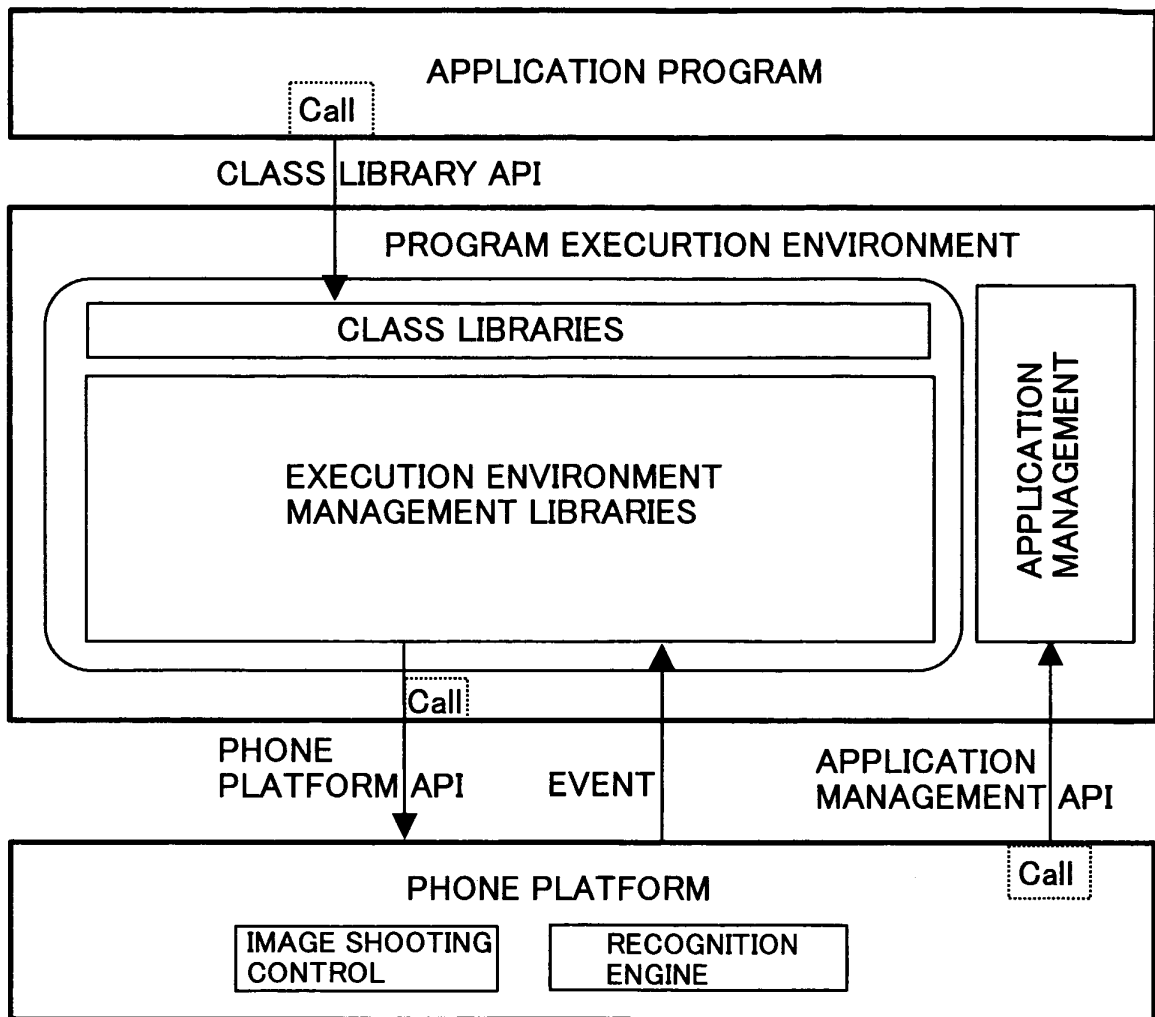 APPLICATION PROGRAM
Call
CLASS LIBRARY API
PROGRAM EXECURTION ENVIRONMENT
CLASS LIBRARIES
EXECUTION ENVIRONMENT
MANAGEMENT LIBRARIES
APPLICATION
MANAGEMENT
Call
PHONE
PLATFORM API
EVENT
APPLICATION
MANAGEMENT API
Call
PHONE PLATFORM
IMAGE SHOOTING
CONTROL
RECOGNITION
ENGINE